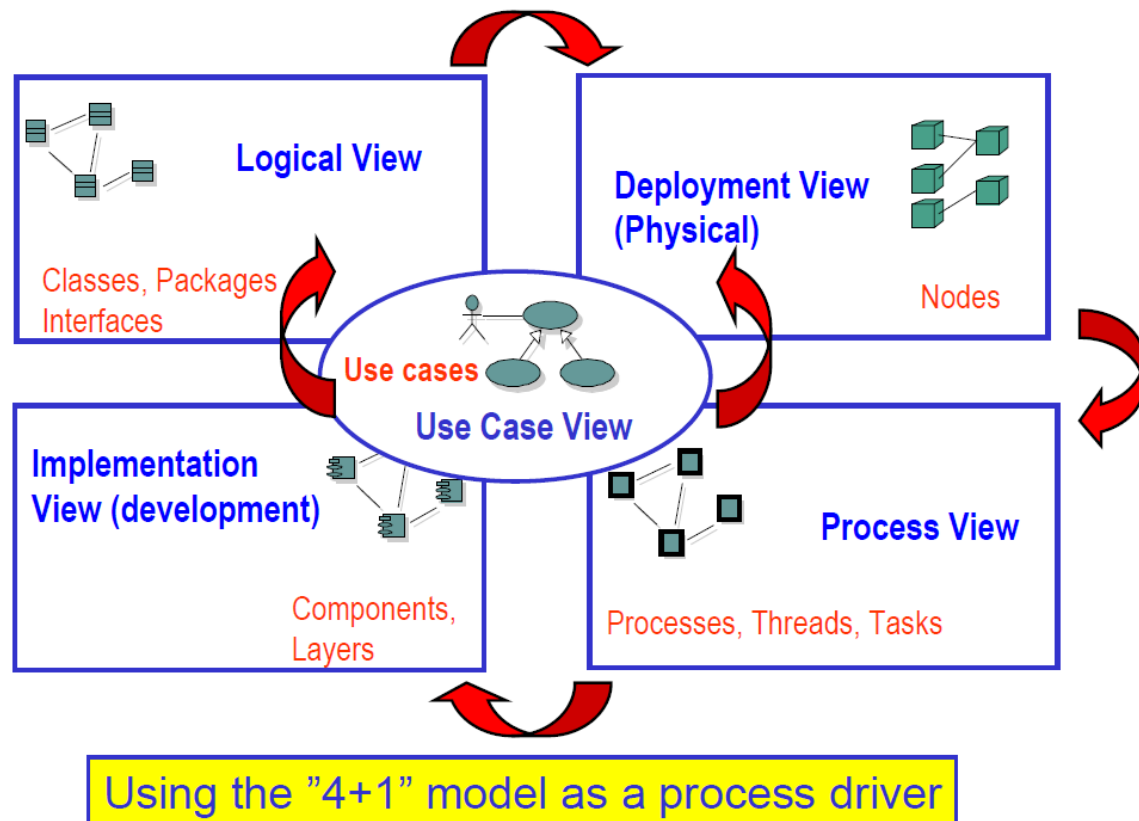 Logical View
Classes, Packages
Interfaces
Deployment View
(Physical)
Nodes
Use cases
Use Case View
Implementation
View (development)
Components,
Layers
Process View
Processes, Threads, Tasks
Using the ”4+1” model as a process driver